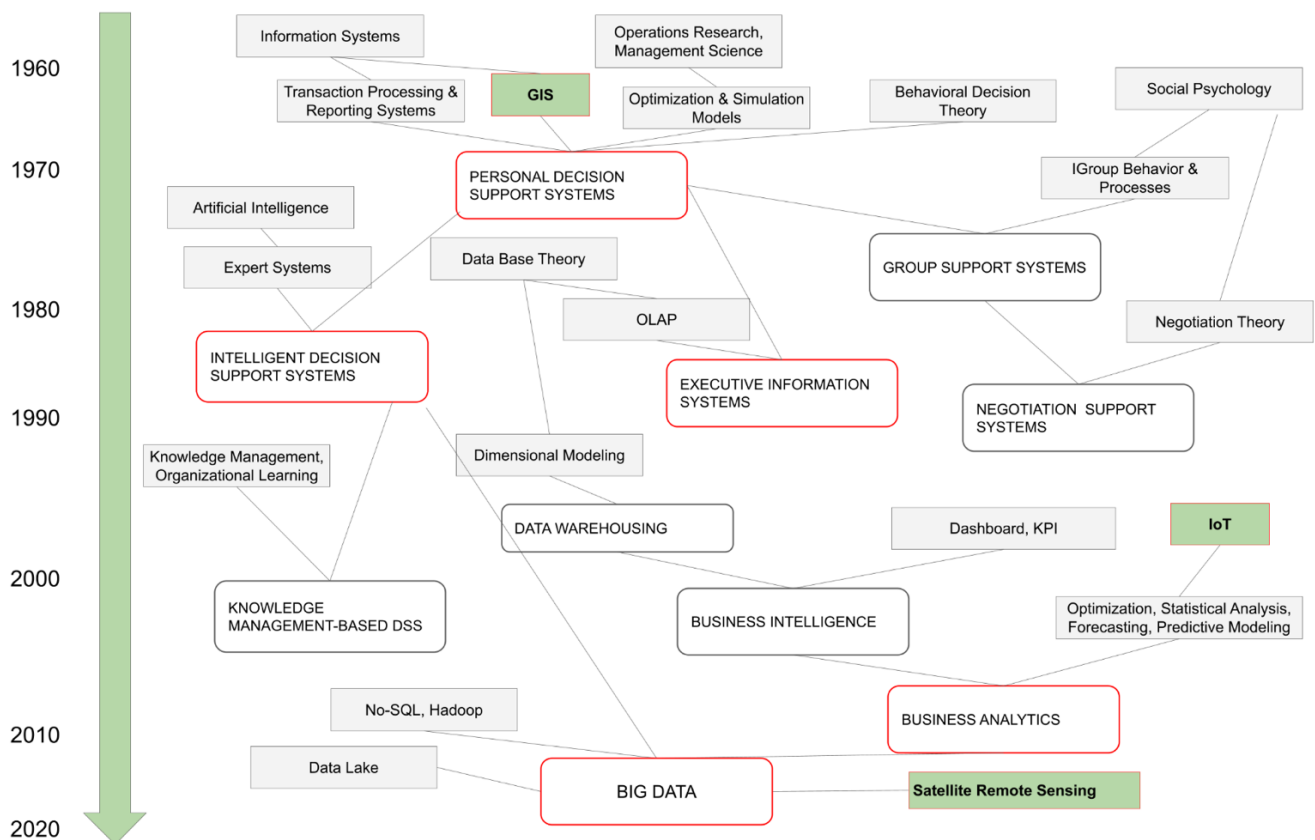 Information Systems
Operations Research,
Management Science
1960
Transaction Processing &
Reporting Systems
GIS
Optimization & Simulation
Models
Behavioral Decision
Theory
Social Psychology
1970
PERSONAL DECISION
SUPPORT SYSTEMS
IGroup Behavior &
Processes
Artificial Intelligence
Expert Systems
Data Base Theory
GROUP SUPPORT SYSTEMS
1980
OLAP
Negotiation Theory
INTELLIGENT DECISION
SUPPORT SYSTEMS
EXECUTIVE INFORMATION
SYSTEMS
NEGOTIATION SUPPORT
SYSTEMS
1990
Knowledge Management,
Organizational Learning
Dimensional Modeling
DATA WAREHOUSING
Dashboard, KPI
IoT
2000
KNOWLEDGE
MANAGEMENT-BASED DSS
BUSINESS INTELLIGENCE
Optimization, Statistical Analysis,
Forecasting, Predictive Modeling
No-SQL, Hadoop
BUSINESS ANALYTICS
2010
Data Lake
BIG DATA
Satellite Remote Sensing
2020